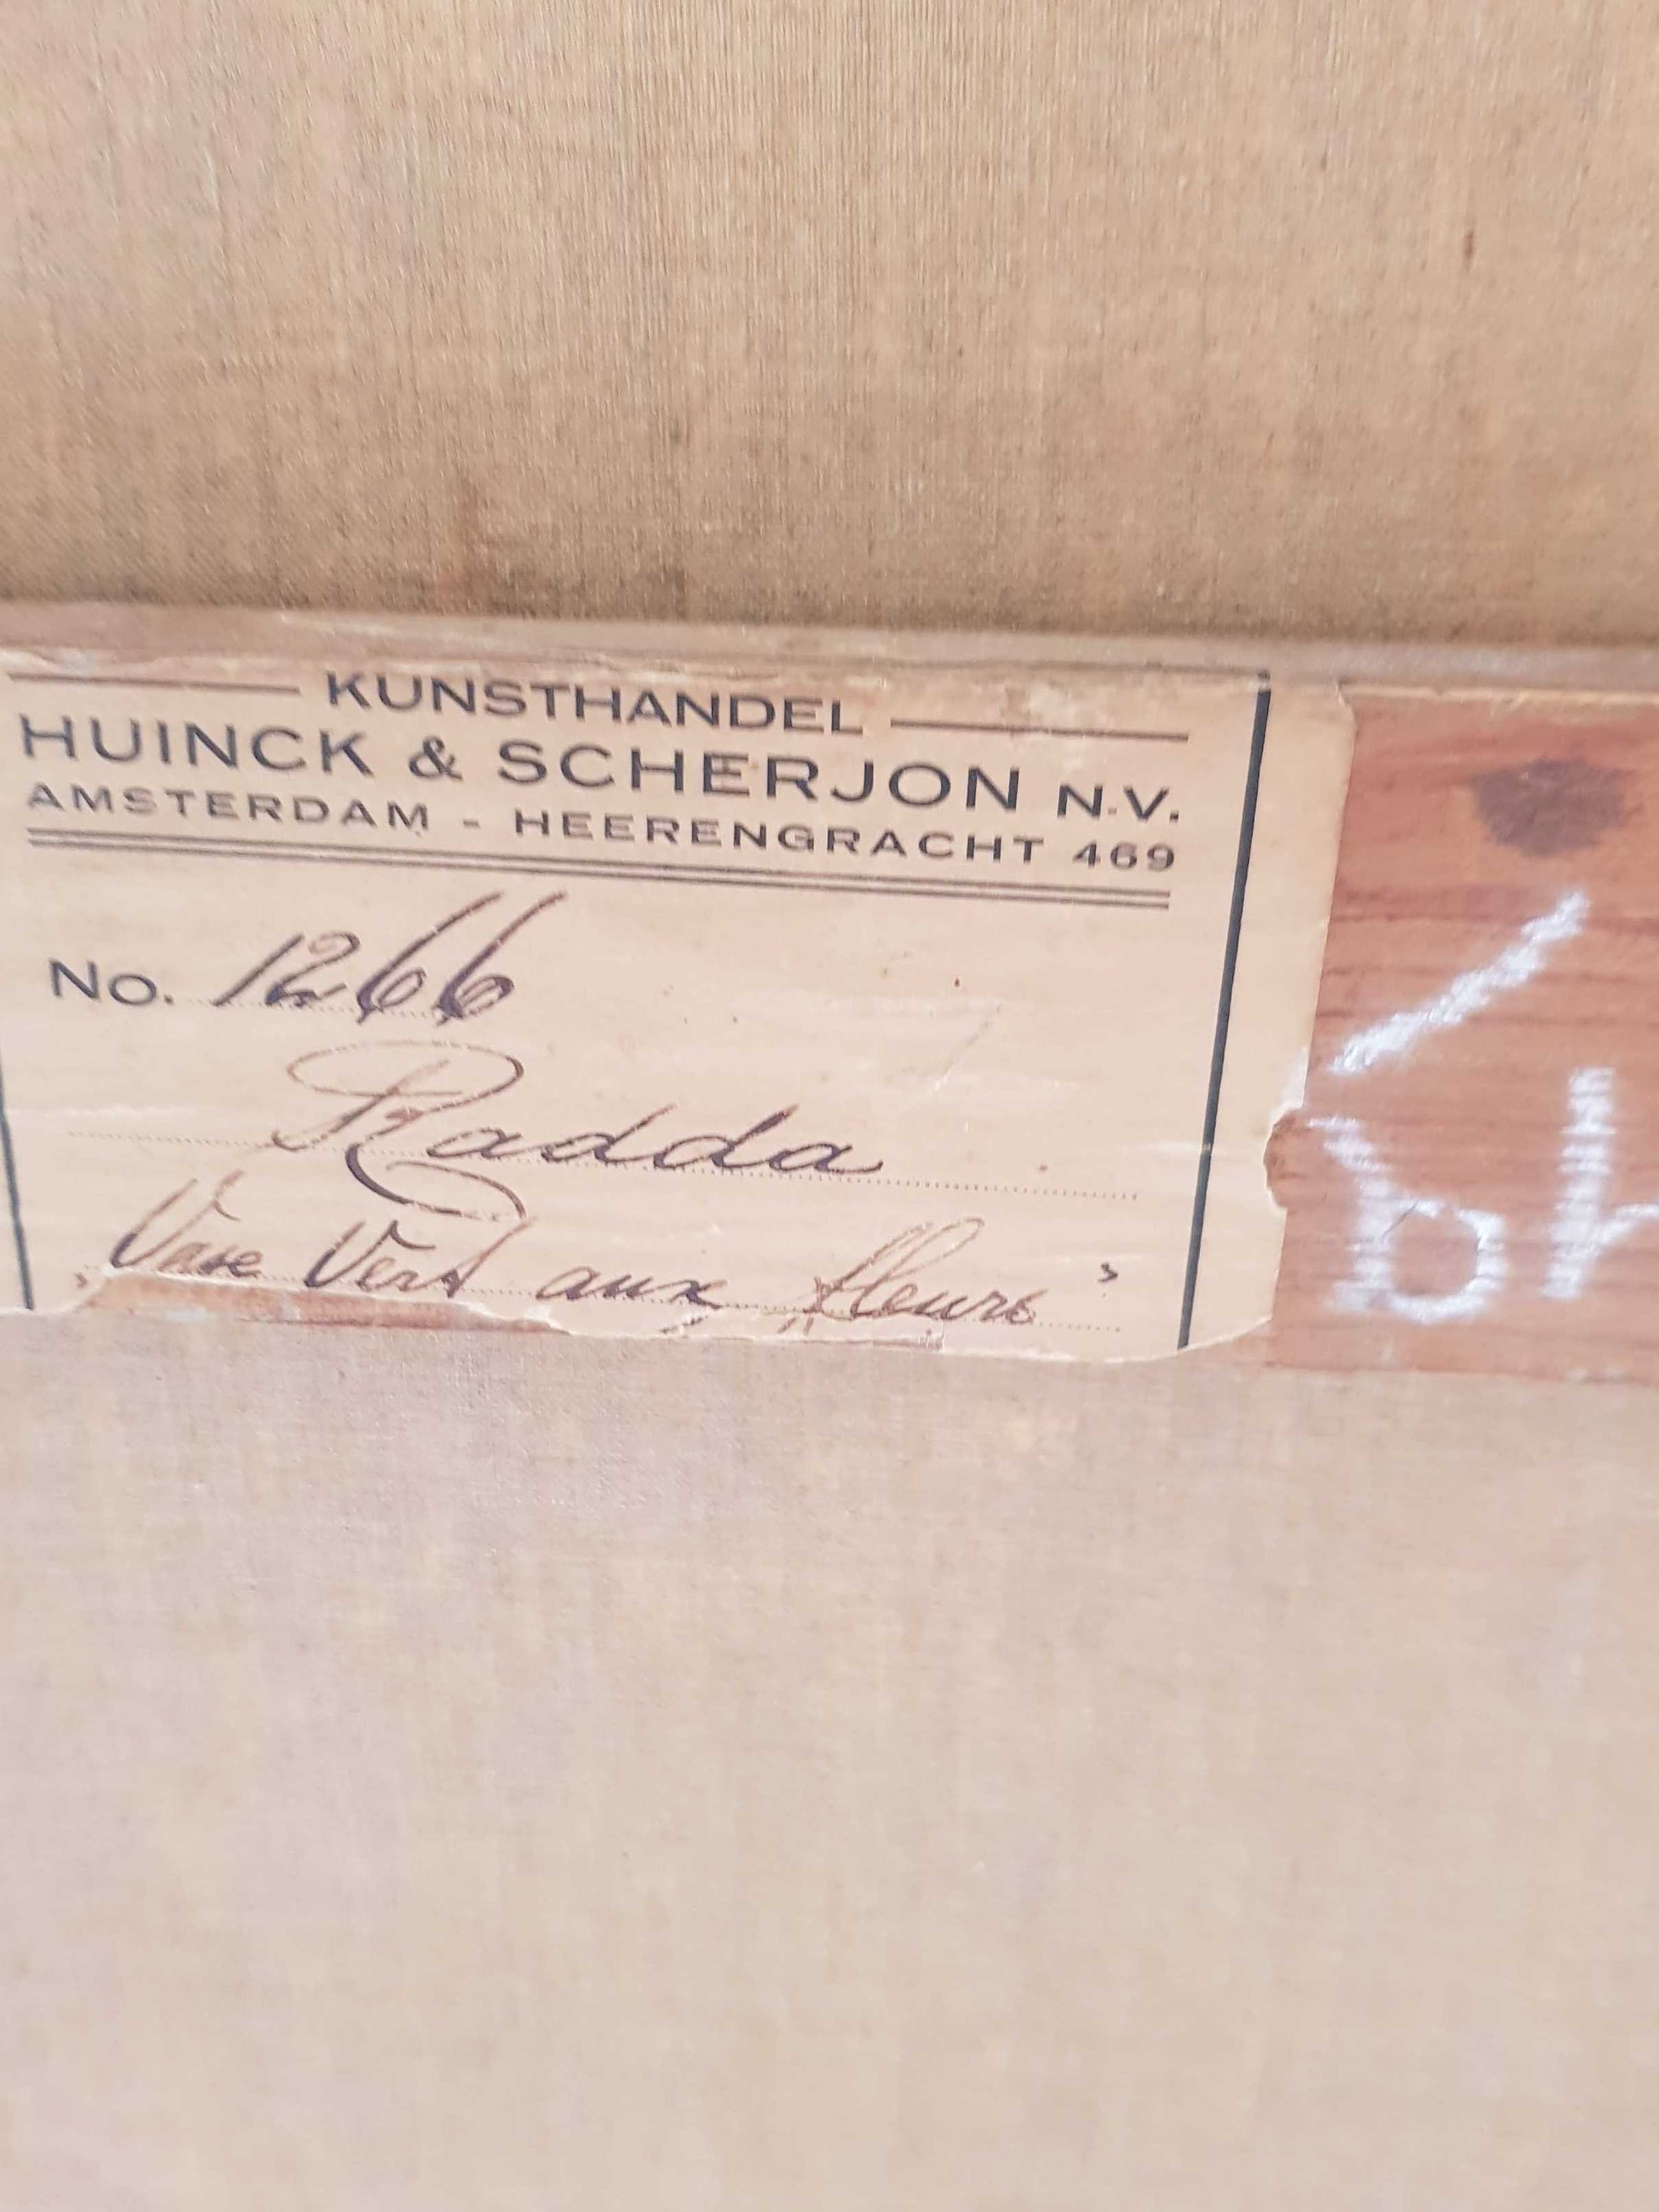 KUNSTHANDEL
HUINCK & SCHERJON N.V.
AMSTERDAM - HEERENGRACHT 469
No. 1266
Radda
„Vase Vert aux fleurs"